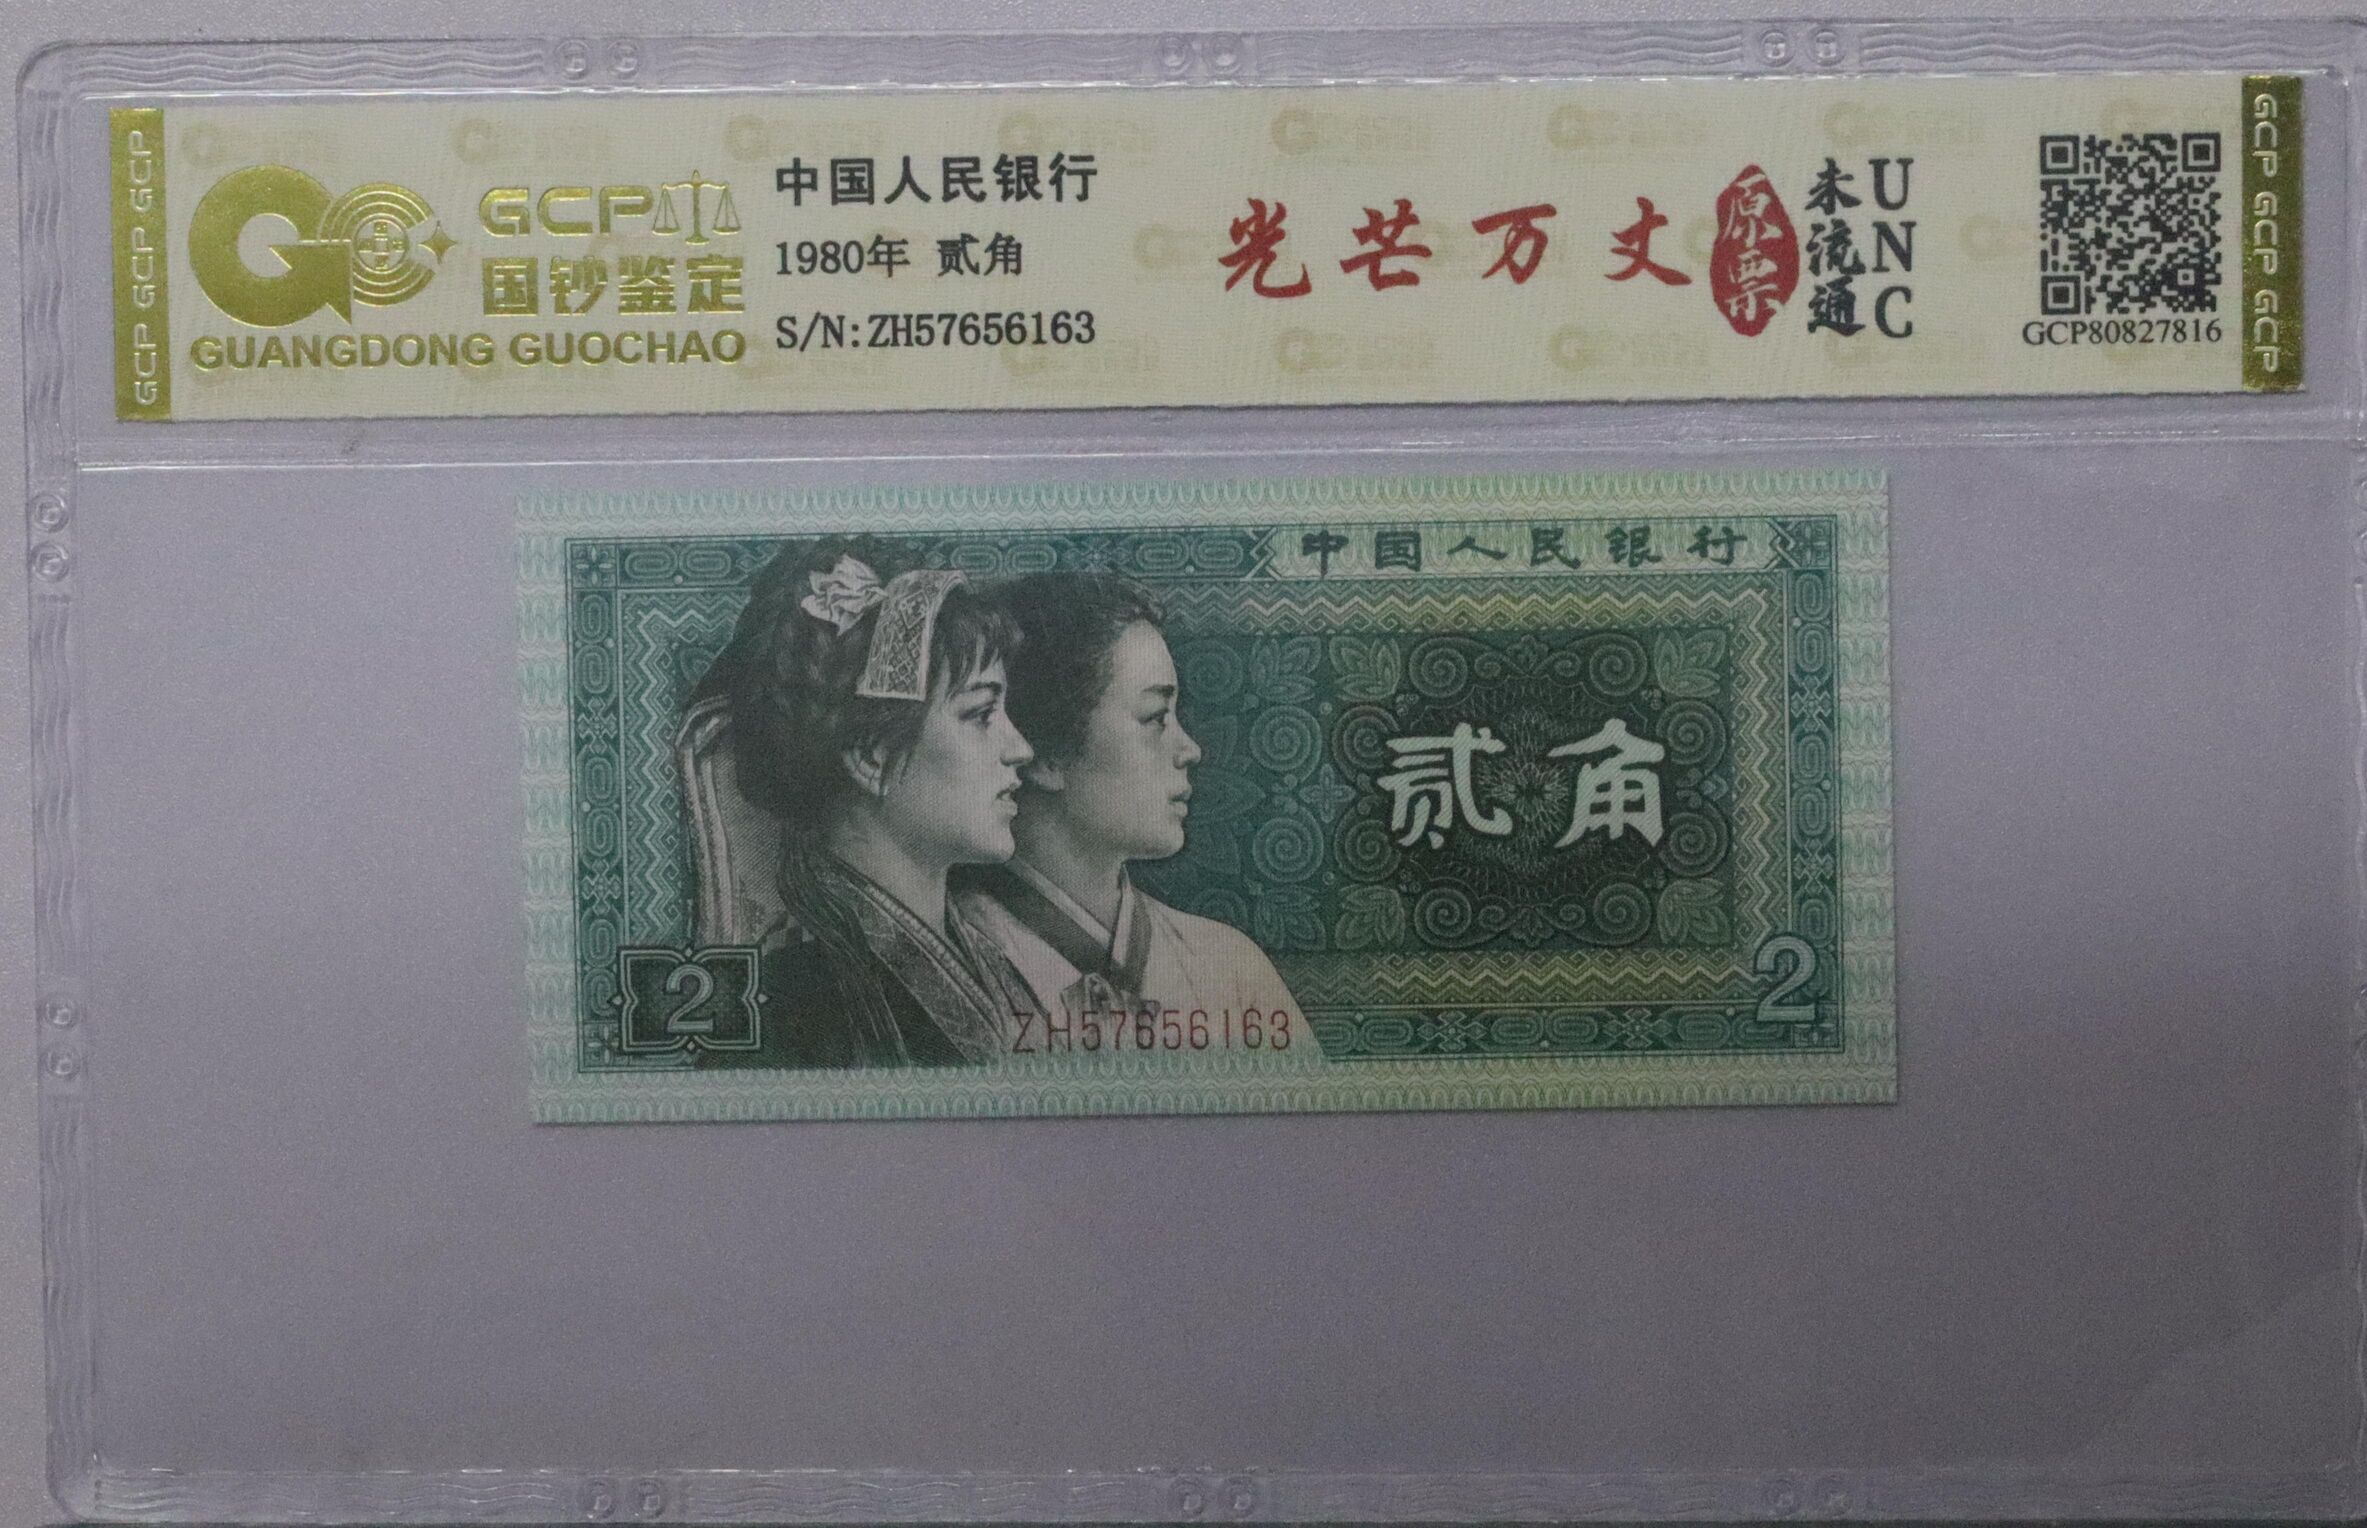 GCP GCP GCP
GCP
国钞鉴定
GUANGDONG GUOCHAO
中国人民银行
1980年 贰角
S/N:ZH57656163
光芒万丈
原票
未流通
UNC
GCP80827816
GCP GCP GCP
中国人民银行
贰角
2
2
ZH57656163